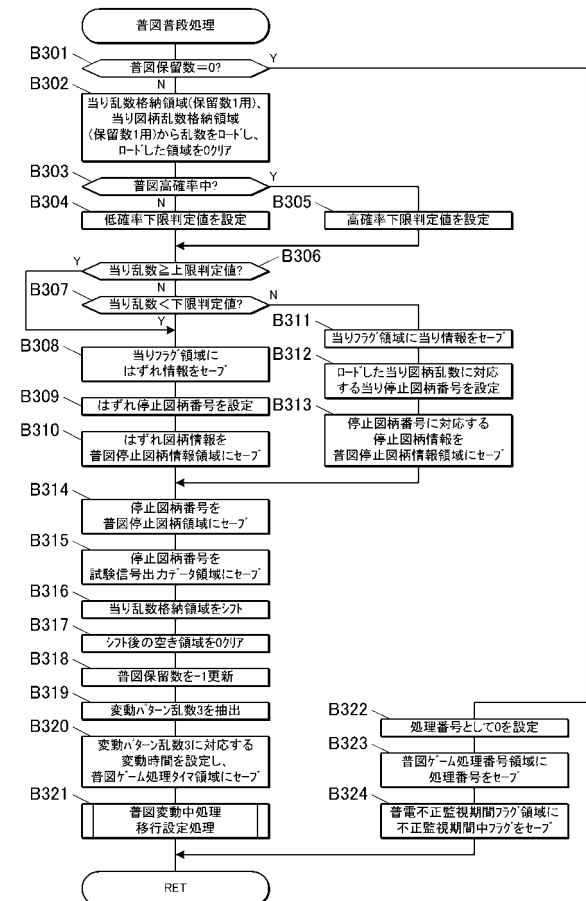 普図普段処理
B301
普図保留数＝0?
Y
N
B302
当り乱数格納領域(保留数1用)、
当り図柄乱数格納領域
(保留数1用)から乱数をﾛｰﾄﾞし、
ﾛｰﾄﾞした領域を0ｸﾘｱ
B303
普図高確率中?
Y
N
B304
低確率下限判定値を設定
B305
高確率下限判定値を設定
B306
当り乱数≧上限判定値?
Y
N
B307
当り乱数＜下限判定値?
N
Y
B308
当りﾌﾗｸﾞ領域に
はずれ情報をｾｰﾌﾞ
B309
はずれ停止図柄番号を設定
B310
はずれ図柄情報を
普図停止図柄情報領域にｾｰﾌﾞ
B311
当りﾌﾗｸﾞ領域に当り情報をｾｰﾌﾞ
B312
ﾛｰﾄﾞした当り図柄乱数に対応
する当り停止図柄番号を設定
B313
停止図柄番号に対応する
停止図柄情報を
普図停止図柄情報領域にｾｰﾌﾞ
B314
停止図柄番号を
普図停止図柄領域にｾｰﾌﾞ
B315
停止図柄番号を
試験信号出力ﾃﾞｰﾀ領域にｾｰﾌﾞ
B316
当り乱数格納領域をｼﾌﾄ
B317
ｼﾌﾄ後の空き領域を0ｸﾘｱ
B318
普図保留数を-1更新
B319
変動ﾊﾟﾀｰﾝ乱数3を抽出
B320
変動ﾊﾟﾀｰﾝ乱数3に対応する
変動時間を設定し、
普図ｹﾞｰﾑ処理ﾀｲﾏ領域にｾｰﾌﾞ
B321
普図変動中処理
移行設定処理
B322
処理番号として0を設定
B323
普図ｹﾞｰﾑ処理番号領域に
処理番号をｾｰﾌﾞ
B324
普電不正監視期間ﾌﾗｸﾞ領域に
不正監視期間中ﾌﾗｸﾞをｾｰﾌﾞ
RET